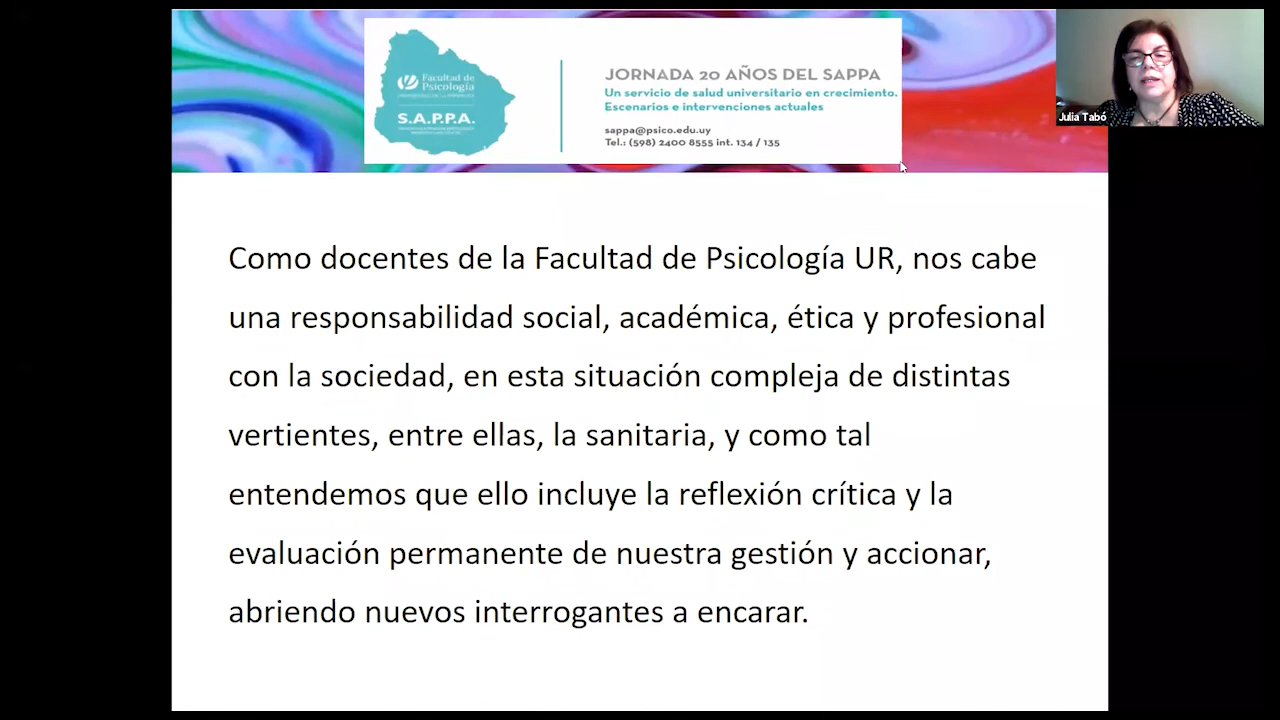 Facultad de
Psicología
S.A.P.P.A.
JORNADA 20 AÑOS DEL SAPPA
Un servicio de salud universitario en crecimiento.
Escenarios e intervenciones actuales
sappa@psico.edu.uy
Tel.: (598) 2400 8555 int. 134 / 135
Julia Tabó
Como docentes de la Facultad de Psicología UR, nos cabe
una responsabilidad social, académica, ética y profesional
con la sociedad, en esta situación compleja de distintas
vertientes, entre ellas, la sanitaria, y como tal
entendemos que ello incluye la reflexión crítica y la
evaluación permanente de nuestra gestión y accionar,
abriendo nuevos interrogantes a encarar.